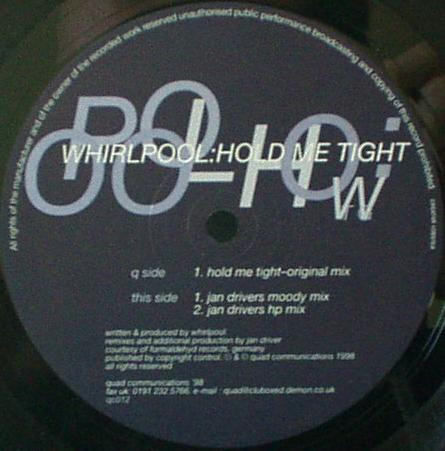 All rights of the manufacturer and of the owner of the recorded work reserved unauthorised public performance broadcasting and copying of this record prohibited
WHIRLPOOL:HOLD ME TIGHT
q side 1. hold me tight-original mix
this side 1. jan drivers moody mix
2. jan drivers hp mix
written & produced by whirlpool
remixes and additional production by jan driver
courtesy of formaldehyd records, germany
published by copyright control. ℗ & © quad communications 1998
all rights reserved
quad communications '98
fax uk: 0191 232 5766. e-mail : quad@cluboxed.demon.co.uk
qc012